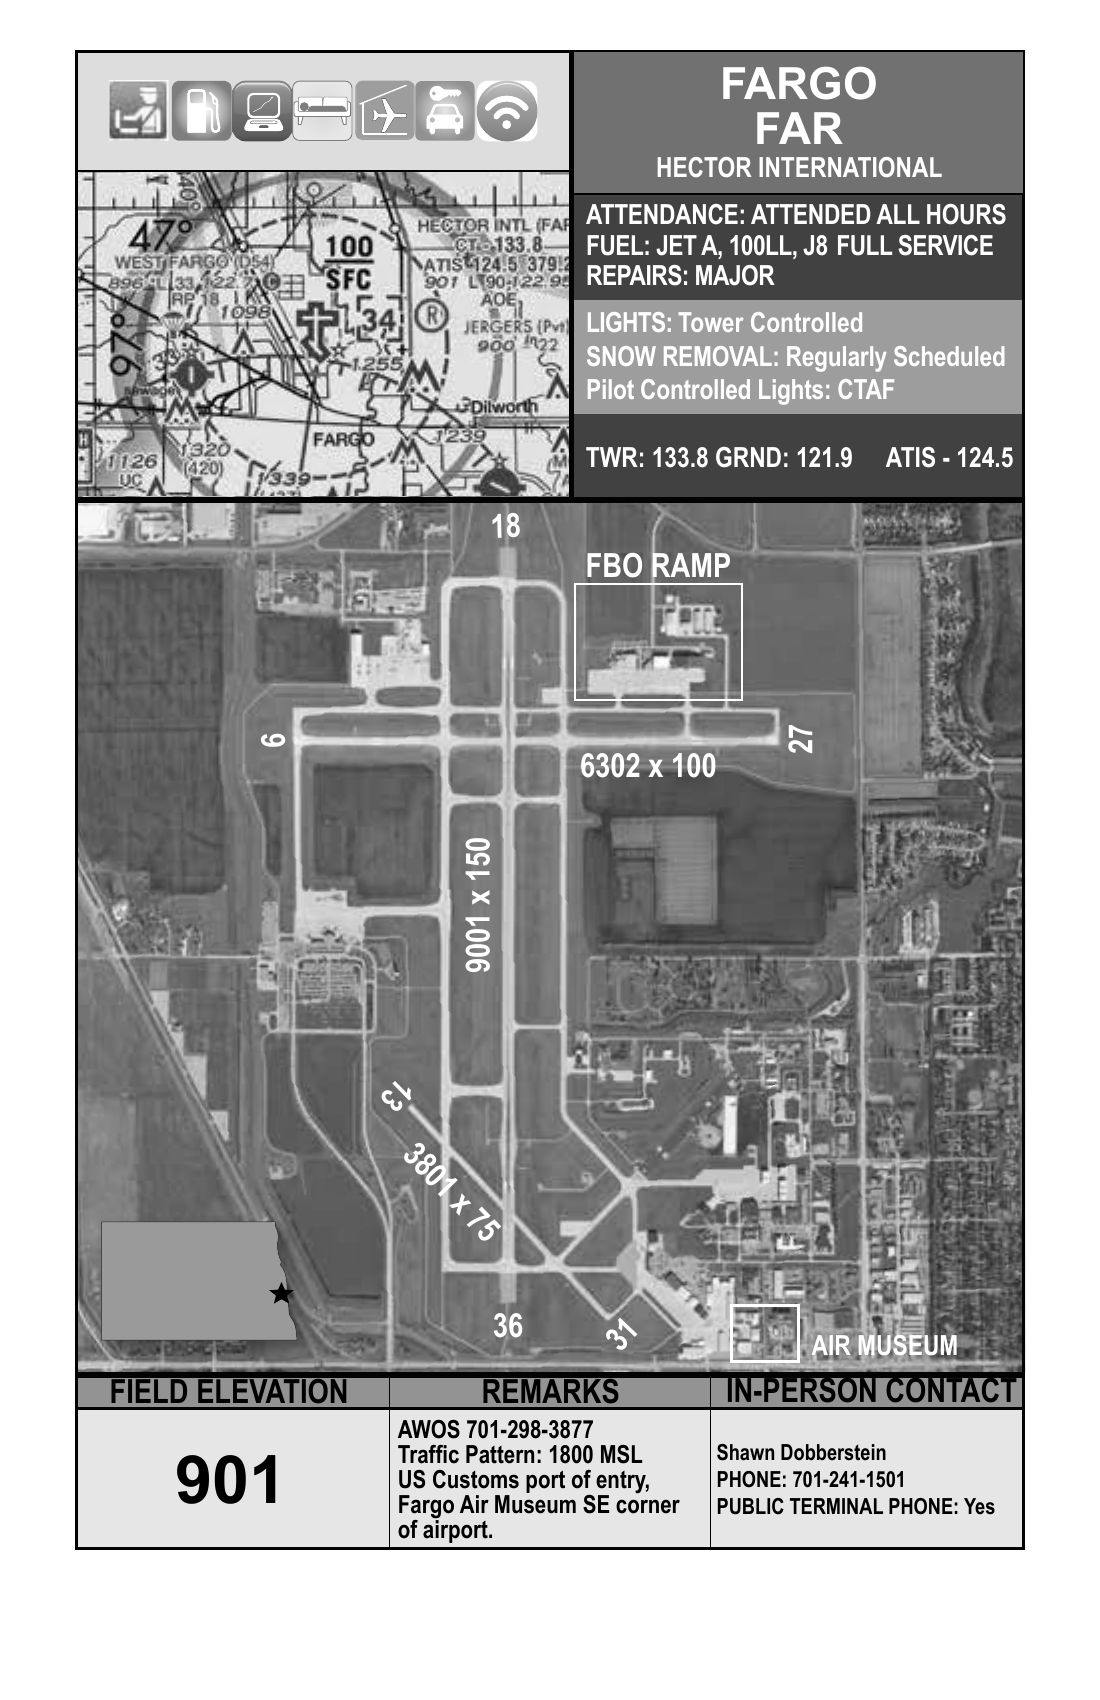 FARGO
FAR
HECTOR INTERNATIONAL
ATTENDANCE: ATTENDED ALL HOURS
FUEL: JET A, 100LL, J8 FULL SERVICE
REPAIRS: MAJOR
LIGHTS: Tower Controlled
SNOW REMOVAL: Regularly Scheduled
Pilot Controlled Lights: CTAF
TWR: 133.8 GRND: 121.9 ATIS - 124.5
40°
47°
97°
HECTOR INTL (FAR
CT - 133.8
ATIS 124.5 379.2
901 L 90 122.95
AOE
100
SFC
WEST FARGO (D54)
896 L 33 122.7
RP 18
1098
34
R
JERGERS (Pvt)
900 22
1255
sewage
Dilworth
FARGO
1239
1320
(420)
1126
UC
1339
18
FBO RAMP
9
27
6302 x 100
9001 x 150
13
3801 x 75
36
31
AIR MUSEUM
FIELD ELEVATION
901
REMARKS
AWOS 701-298-3877
Traffic Pattern: 1800 MSL
US Customs port of entry,
Fargo Air Museum SE corner
of airport.
IN-PERSON CONTACT
Shawn Dobberstein
PHONE: 701-241-1501
PUBLIC TERMINAL PHONE: Yes